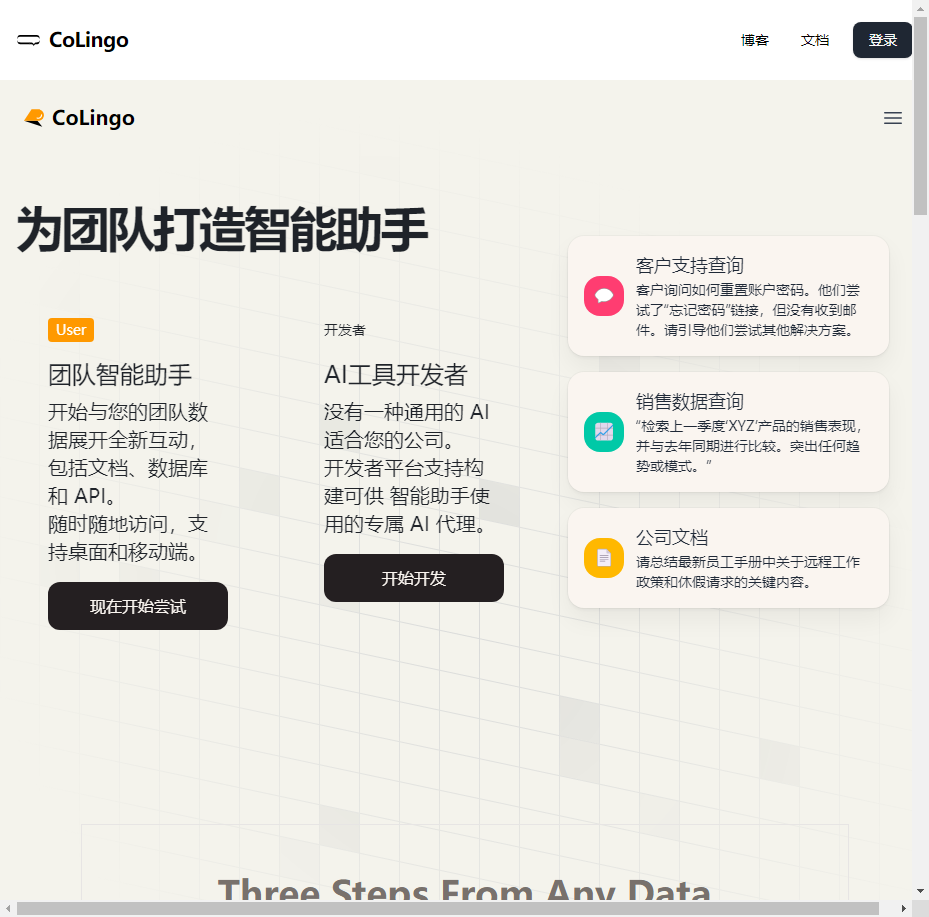 CoLingo
博客
文档
登录
CoLingo
为团队打造智能助手
User
团队智能助手
开始与您的团队数
据展开全新互动，
包括文档、数据库
和 API。
随时随地访问，支
持桌面和移动端。
现在开始尝试
开发者
AI工具开发者
没有一种通用的 AI
适合您的公司。
开发者平台支持构
建可供 智能助手使
用的专属 AI 代理。
开始开发
客户支持查询
客户询问如何重置账户密码。他们尝
试了“忘记密码”链接，但没有收到邮
件。请引导他们尝试其他解决方案。
销售数据查询
“检索上一季度‘XYZ’产品的销售表现，
并与去年同期进行比较。突出任何趋
势或模式。”
公司文档
请总结最新员工手册中关于远程工作
政策和休假请求的关键内容。
Three Steps From Any Data